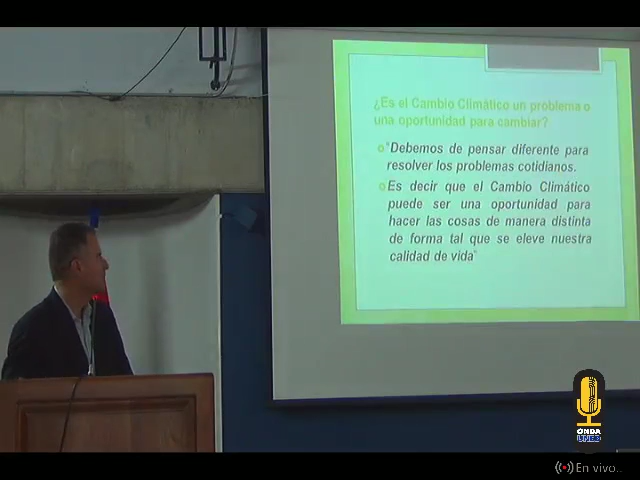 ¿Es el Cambio Climático un problema o
una oportunidad para cambiar?
"Debemos de pensar diferente para
resolver los problemas cotidianos.
Es decir que el Cambio Climático
puede ser una oportunidad para
hacer las cosas de manera distinta
de forma tal que se eleve nuestra
calidad de vida"
ONDA
UNED
En vivo...